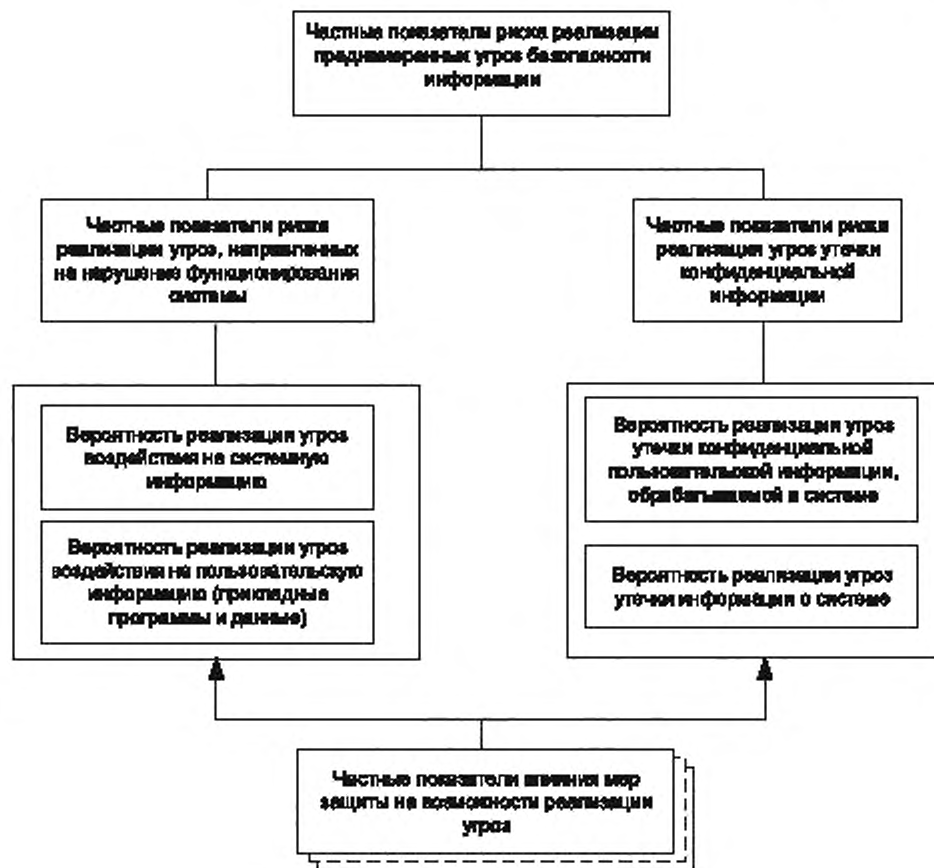 Частные показатели риска реализации
преднамеренных угроз безопасности
информации
Частные показатели риска
реализации угроз, направленных
на нарушение функционирования
системы
Частные показатели риска
реализации угроз утечки
конфиденциальной
информации
Вероятность реализации угроз
воздействия на системную
информацию
Вероятность реализации угроз
воздействия на пользовательскую
информацию (прикладные
программы и данные)
Вероятность реализации угроз
утечки конфиденциальной
пользовательской информации,
обрабатываемой в системе
Вероятность реализации угроз
утечки информации о системе
Частные показатели влияния мер
защиты на возможности реализации
угроз